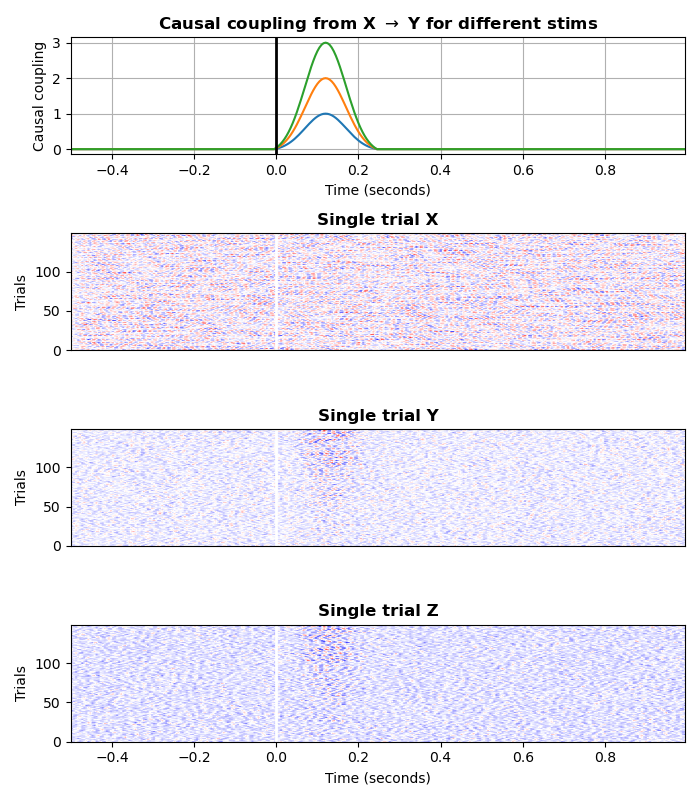 Causal coupling from X → Y for different stims
Causal coupling
3
2
1
0
−0.4 −0.2 0.0 0.2 0.4 0.6 0.8
Time (seconds)
Single trial X
Trials
100
50
0
Single trial Y
Trials
100
50
0
Single trial Z
Trials
100
50
0
−0.4 −0.2 0.0 0.2 0.4 0.6 0.8
Time (seconds)